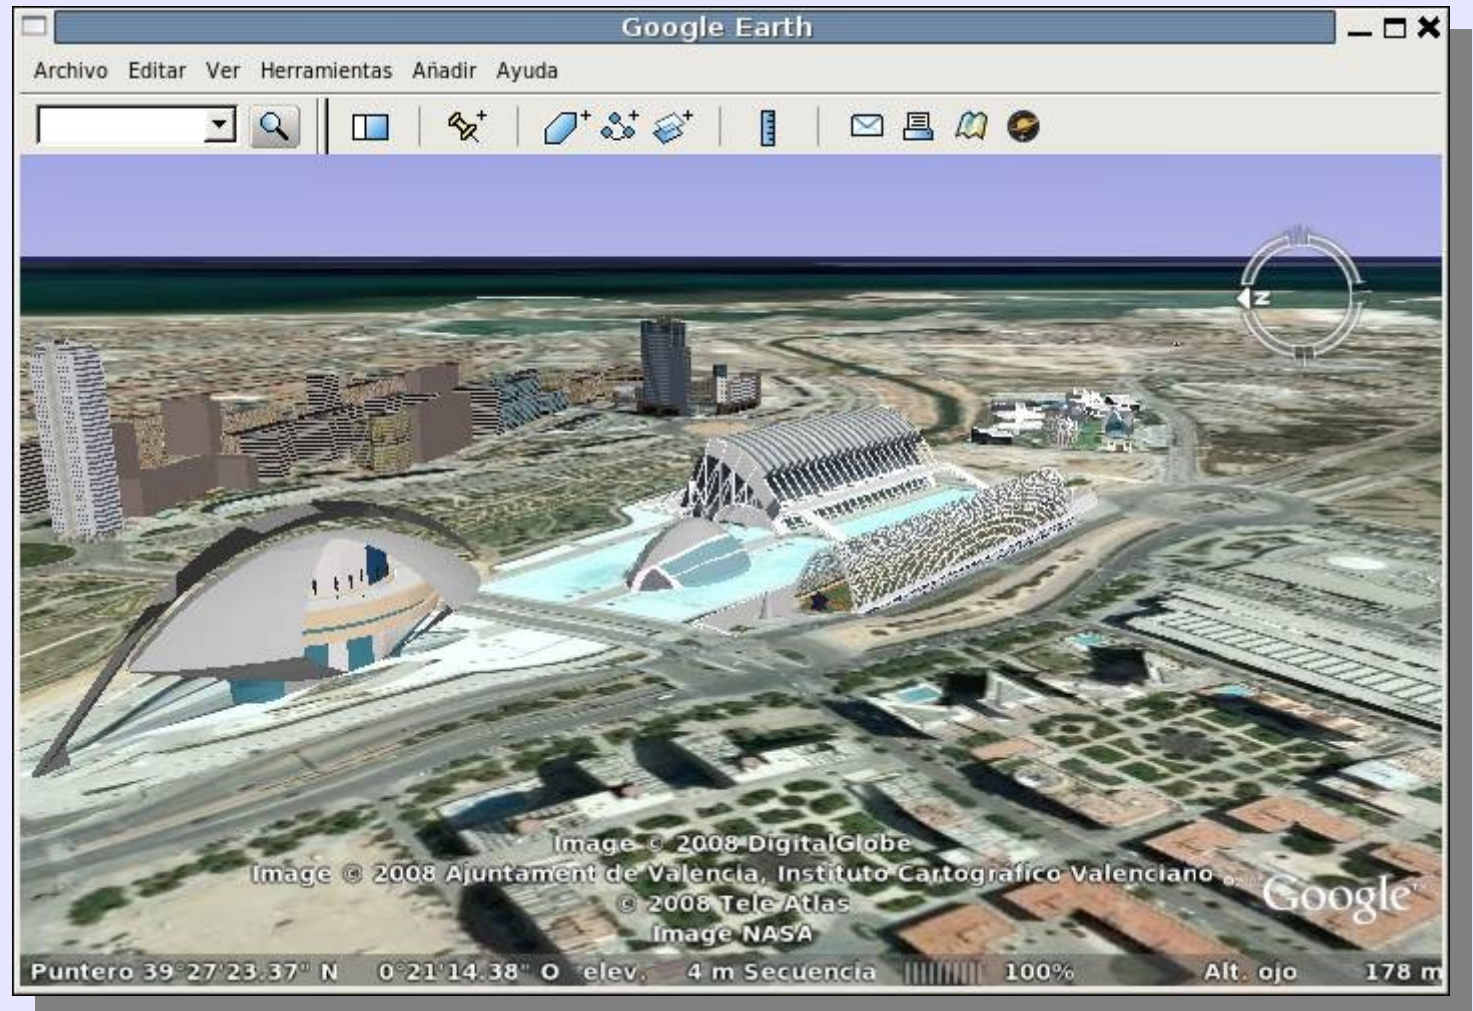 Google Earth
Archivo Editar Ver Herramientas Añadir Ayuda
Z
Image © 2008 DigitalGlobe
Image © 2008 Ajuntament de València, Instituto Cartográfico Valenciano
© 2008 Tele Atlas
Image NASA
Google
Puntero 39°27'23.37" N 0°21'14.38" O elev. 4 m Secuencia 100% Alt. ojo 178 m